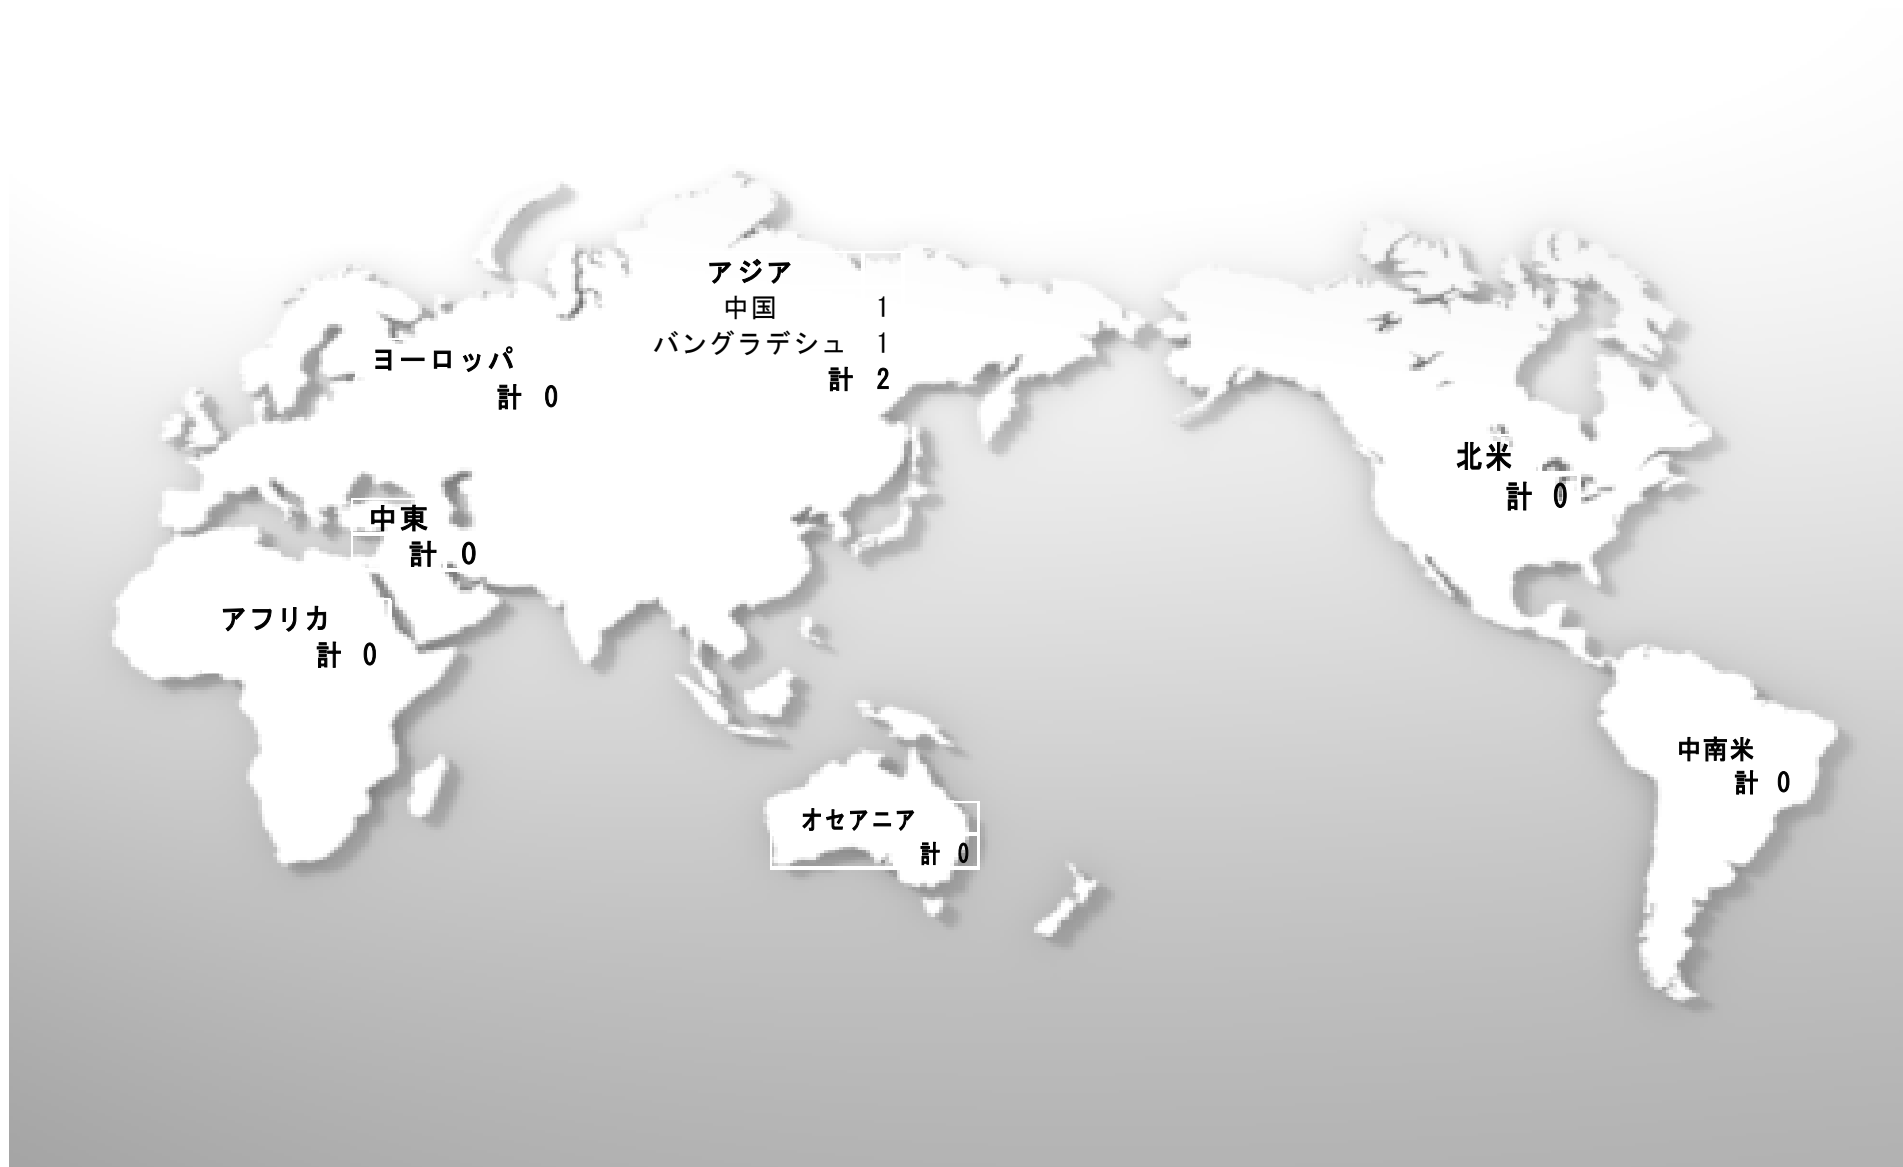 アジア
中国 1
バングラデシュ 1
計 2
ヨーロッパ
計 0
北米
計 0
中東
計 0
アフリカ
計 0
中南米
計 0
オセアニア
計 0